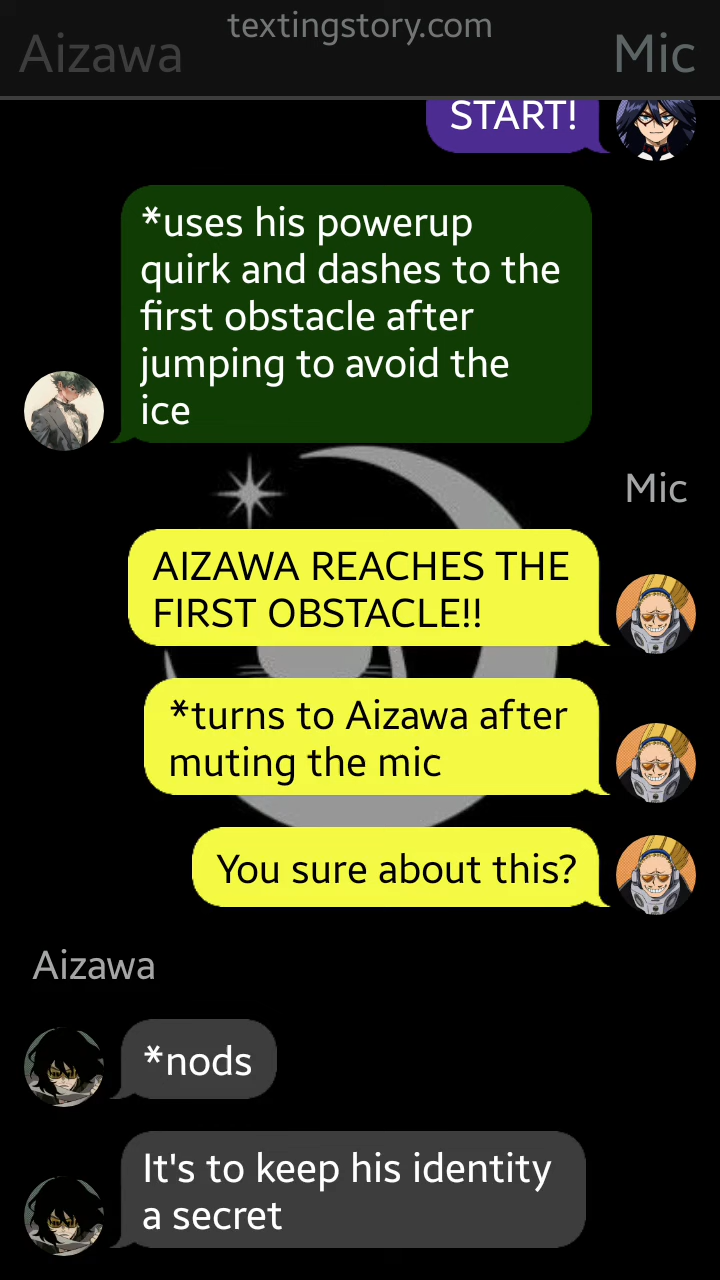 textingstory.com
Aizawa
Mic
START!
*uses his powerup
quirk and dashes to the
first obstacle after
jumping to avoid the
ice
Mic
AIZAWA REACHES THE
FIRST OBSTACLE!!
*turns to Aizawa after
muting the mic
You sure about this?
Aizawa
*nods
It's to keep his identity
a secret